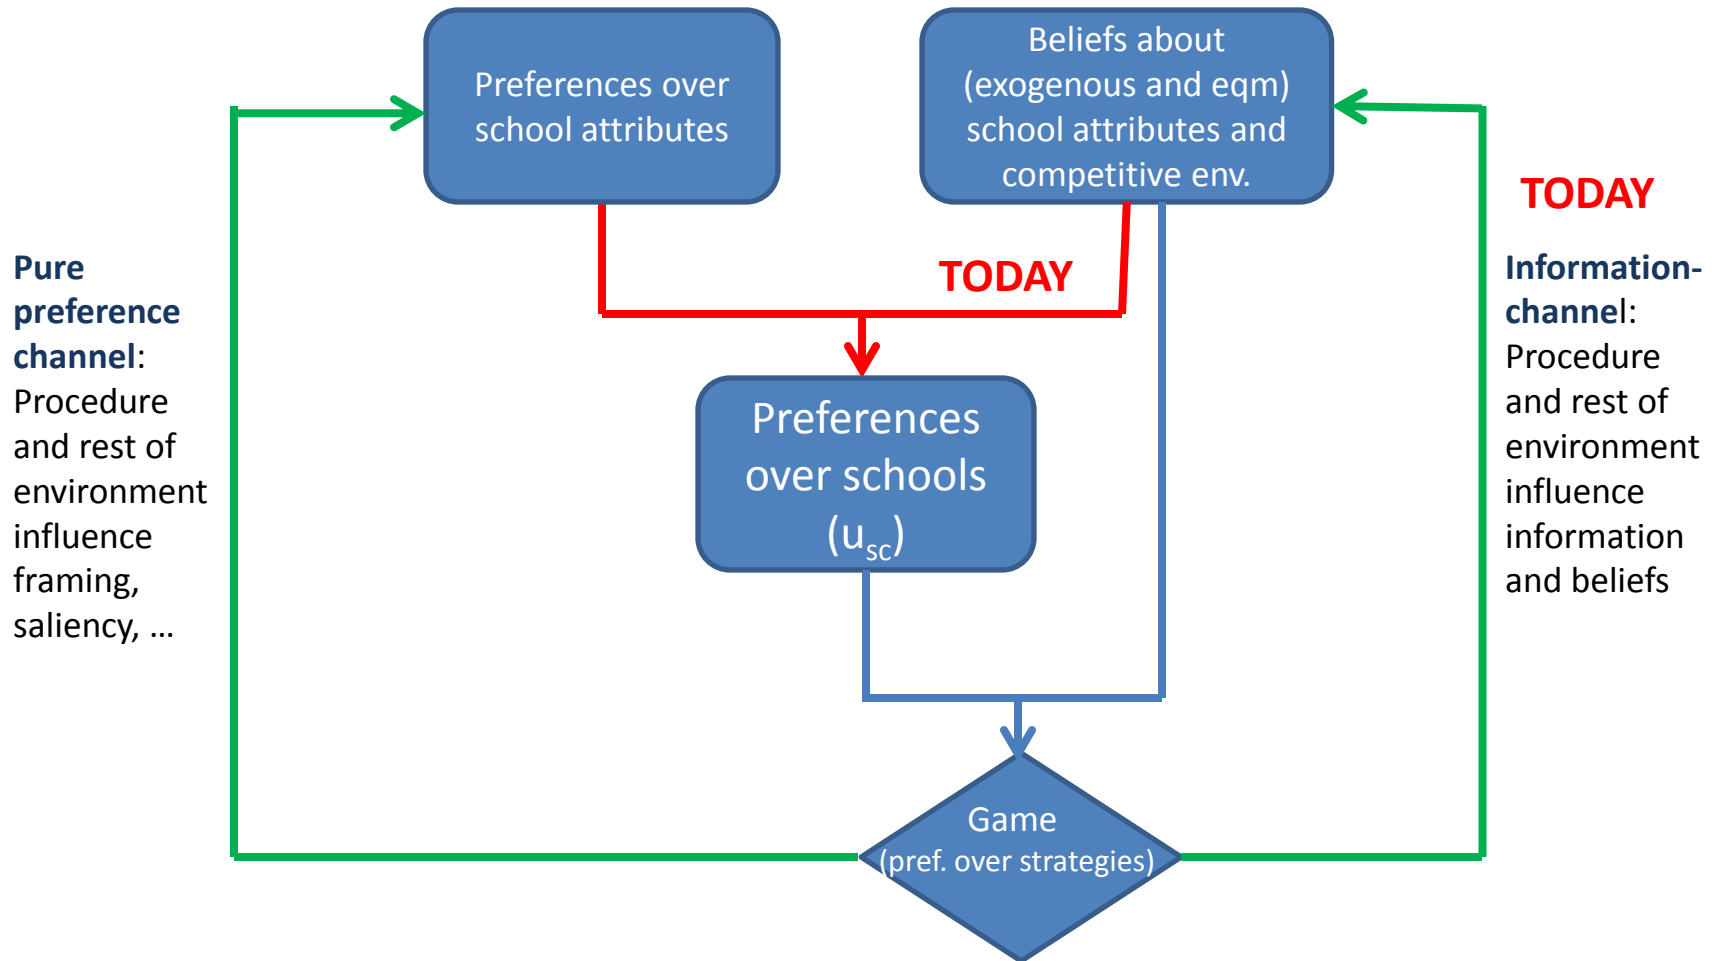 Preferences over
school attributes
Beliefs about
(exogenous and eqm)
school attributes and
competitive env.
TODAY
Pure
preference
channel:
Procedure
and rest of
environment
influence
framing,
saliency, ...
TODAY
Information-
channel:
Procedure
and rest of
environment
influence
information
and beliefs
Preferences
over schools
(usc)
Game
(pref. over strategies)